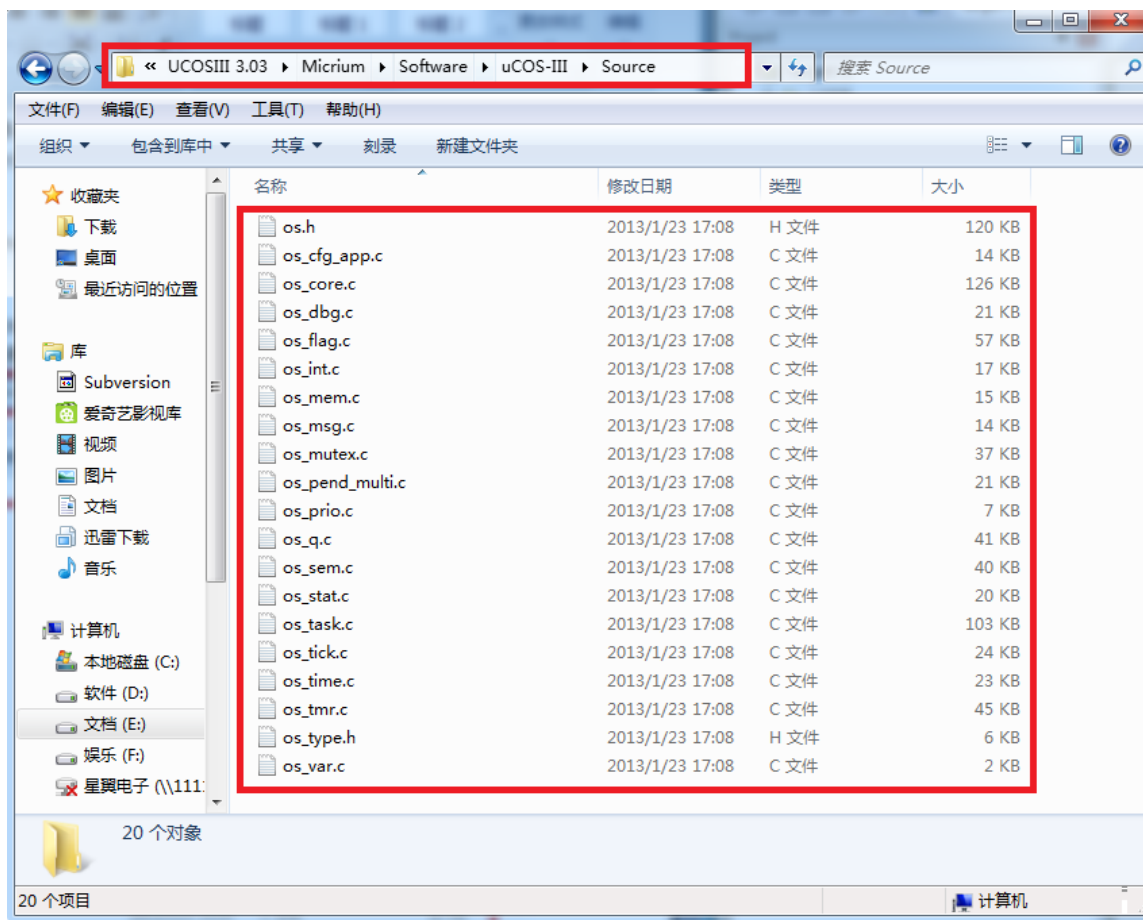 « UCOSIII 3.03 ▸ Micrium ▸ Software ▸ uCOS-III ▸ Source 搜索 Source
文件(F) 编辑(E) 查看(V) 工具(T) 帮助(H)
组织 包含到库中 共享 刻录 新建文件夹
收藏夹
下载
桌面
最近访问的位置
库
Subversion
爱奇艺影视库
视频
图片
文档
迅雷下载
音乐
计算机
本地磁盘 (C:)
软件 (D:)
文档 (E:)
娱乐 (F:)
星翼电子 (\\111
名称 修改日期 类型 大小
os.h 2013/1/23 17:08 H 文件 120 KB
os_cfg_app.c 2013/1/23 17:08 C 文件 14 KB
os_core.c 2013/1/23 17:08 C 文件 126 KB
os_dbg.c 2013/1/23 17:08 C 文件 21 KB
os_flag.c 2013/1/23 17:08 C 文件 57 KB
os_int.c 2013/1/23 17:08 C 文件 17 KB
os_mem.c 2013/1/23 17:08 C 文件 15 KB
os_msg.c 2013/1/23 17:08 C 文件 14 KB
os_mutex.c 2013/1/23 17:08 C 文件 37 KB
os_pend_multi.c 2013/1/23 17:08 C 文件 21 KB
os_prio.c 2013/1/23 17:08 C 文件 7 KB
os_q.c 2013/1/23 17:08 C 文件 41 KB
os_sem.c 2013/1/23 17:08 C 文件 40 KB
os_stat.c 2013/1/23 17:08 C 文件 20 KB
os_task.c 2013/1/23 17:08 C 文件 103 KB
os_tick.c 2013/1/23 17:08 C 文件 24 KB
os_time.c 2013/1/23 17:08 C 文件 23 KB
os_tmr.c 2013/1/23 17:08 C 文件 45 KB
os_type.h 2013/1/23 17:08 H 文件 6 KB
os_var.c 2013/1/23 17:08 C 文件 2 KB
20 个对象
20 个项目 计算机